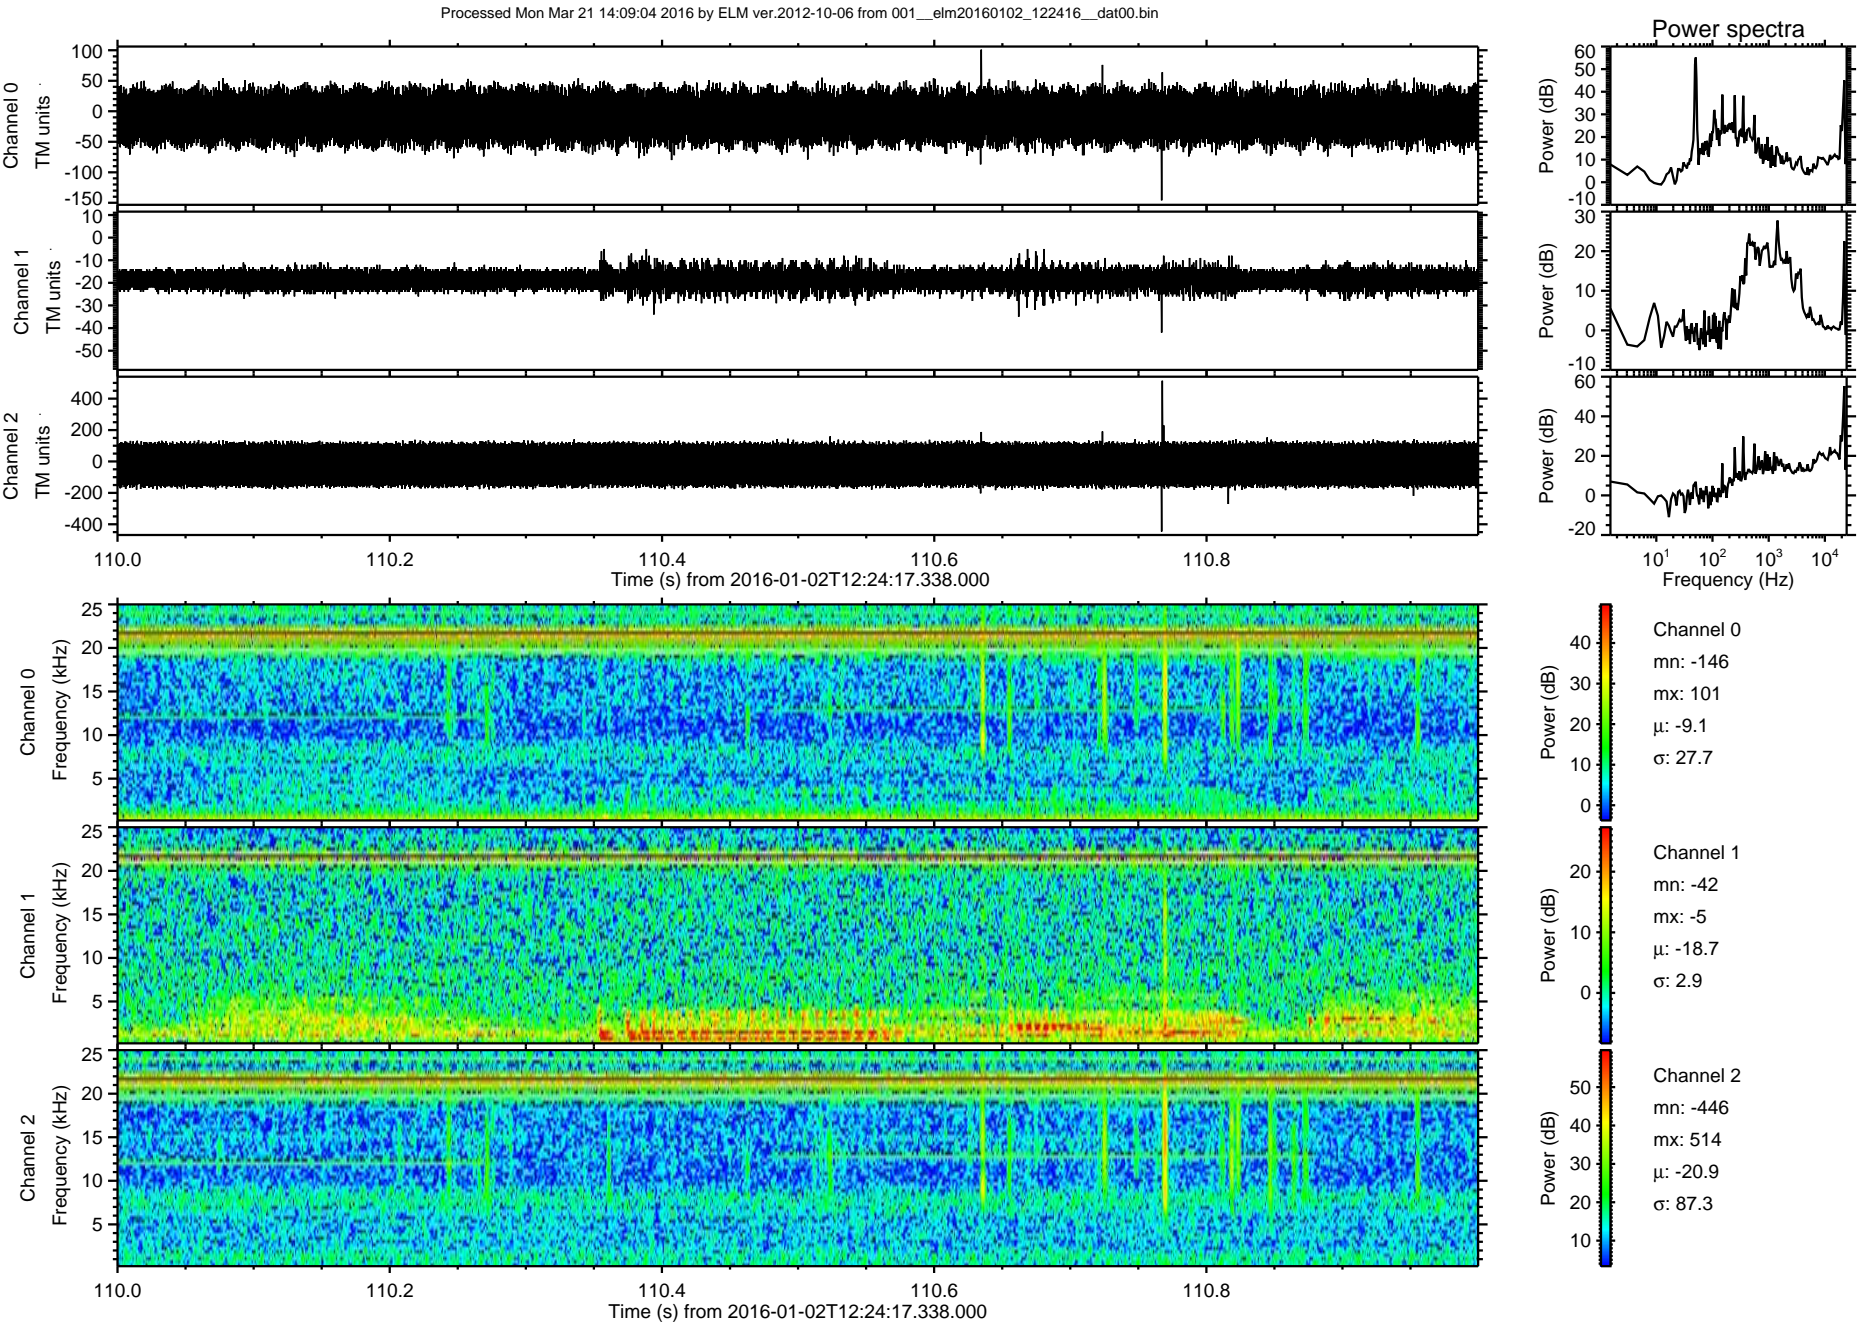 Processed Mon Mar 21 14:09:04 2016 by ELM ver.2012-10-06 from 001__elm20160102_122416__dat00.bin
Power spectra
Channel 0
TM units
100
50
0
-50
-100
-150
Power (dB)
60
50
40
30
20
10
0
-10
Channel 1
TM units
10
0
-10
-20
-30
-40
-50
Power (dB)
30
20
10
0
-10
Channel 2
TM units
400
200
0
-200
-400
Power (dB)
60
40
20
0
-20
110.0 110.2 110.4 110.6 110.8
Time (s) from 2016-01-02T12:24:17.338.000
10^1 10^2 10^3 10^4
Frequency (Hz)
Channel 0
Frequency (kHz)
25
20
15
10
5
Power (dB)
40
30
20
10
0
Channel 0
mn: -146
mx: 101
μ: -9.1
σ: 27.7
Channel 1
Frequency (kHz)
25
20
15
10
5
Power (dB)
20
10
0
Channel 1
mn: -42
mx: -5
μ: -18.7
σ: 2.9
Channel 2
Frequency (kHz)
25
20
15
10
5
Power (dB)
50
40
30
20
10
Channel 2
mn: -446
mx: 514
μ: -20.9
σ: 87.3
110.0 110.2 110.4 110.6 110.8
Time (s) from 2016-01-02T12:24:17.338.000